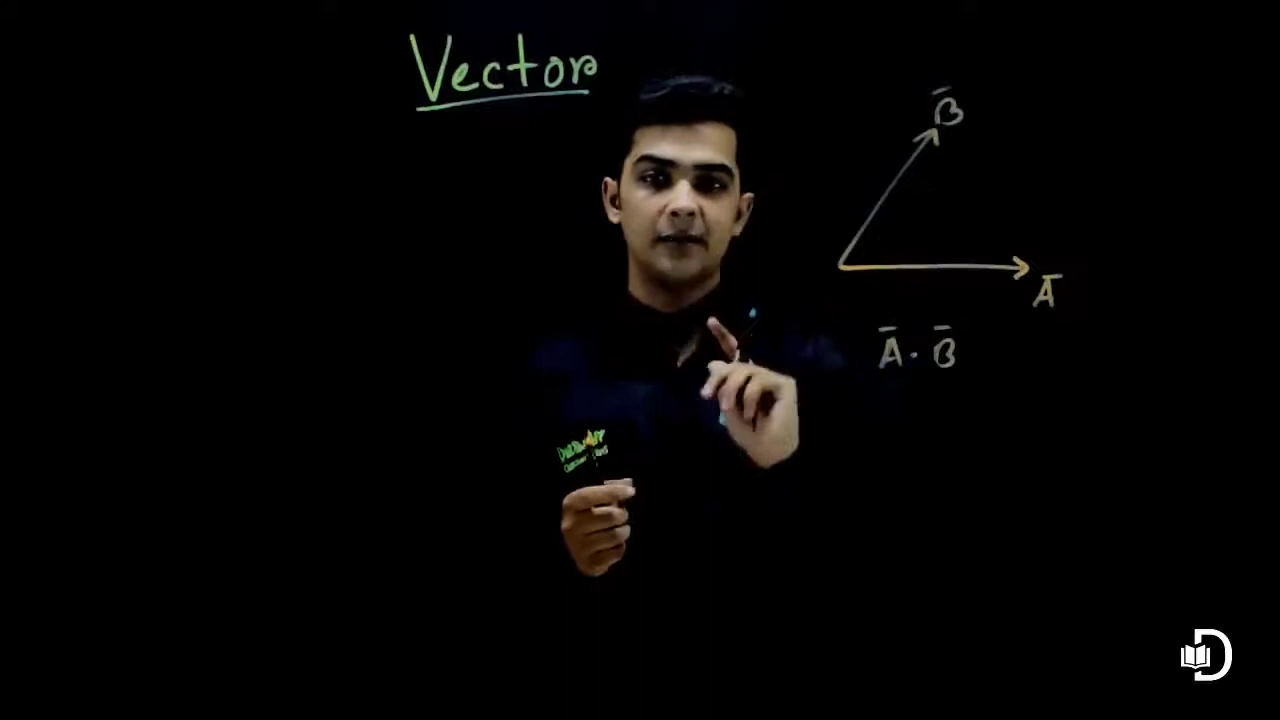 Vector
B̅
A̅
A̅ · B̅